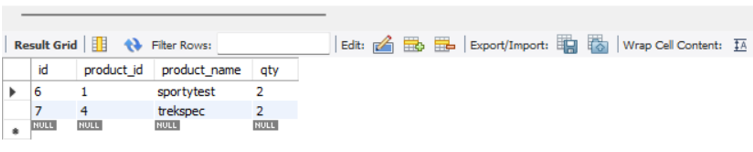 Result Grid Filter Rows: Edit: Export/Import: Wrap Cell Content: IA
id product_id product_name qty
6 1 sportytest 2
7 4 trekspec 2
NULL NULL NULL NULL